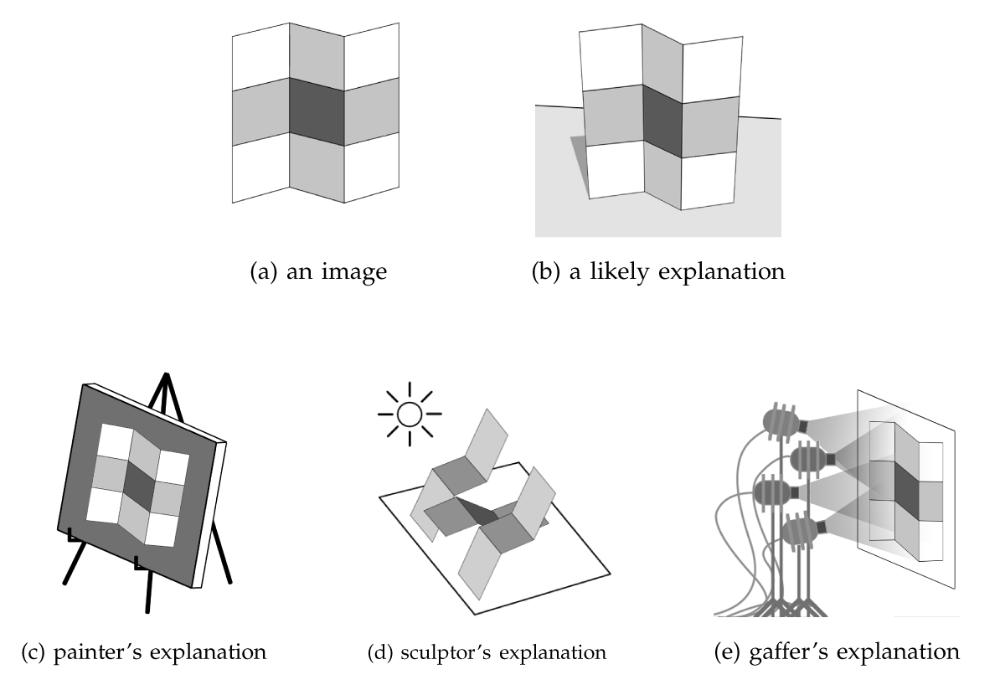 (a) an image
(b) a likely explanation
(c) painter's explanation
(d) sculptor's explanation
(e) gaffer's explanation